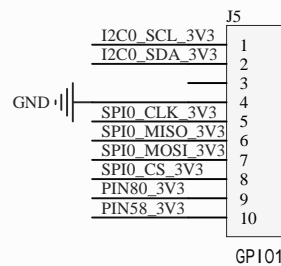 J5
I2C0_SCL_3V3 1
I2C0_SDA_3V3 2
3
GND 4
SPI0_CLK_3V3 5
SPI0_MISO_3V3 6
SPI0_MOSI_3V3 7
SPI0_CS_3V3 8
PIN80_3V3 9
PIN58_3V3 10
GPIO1